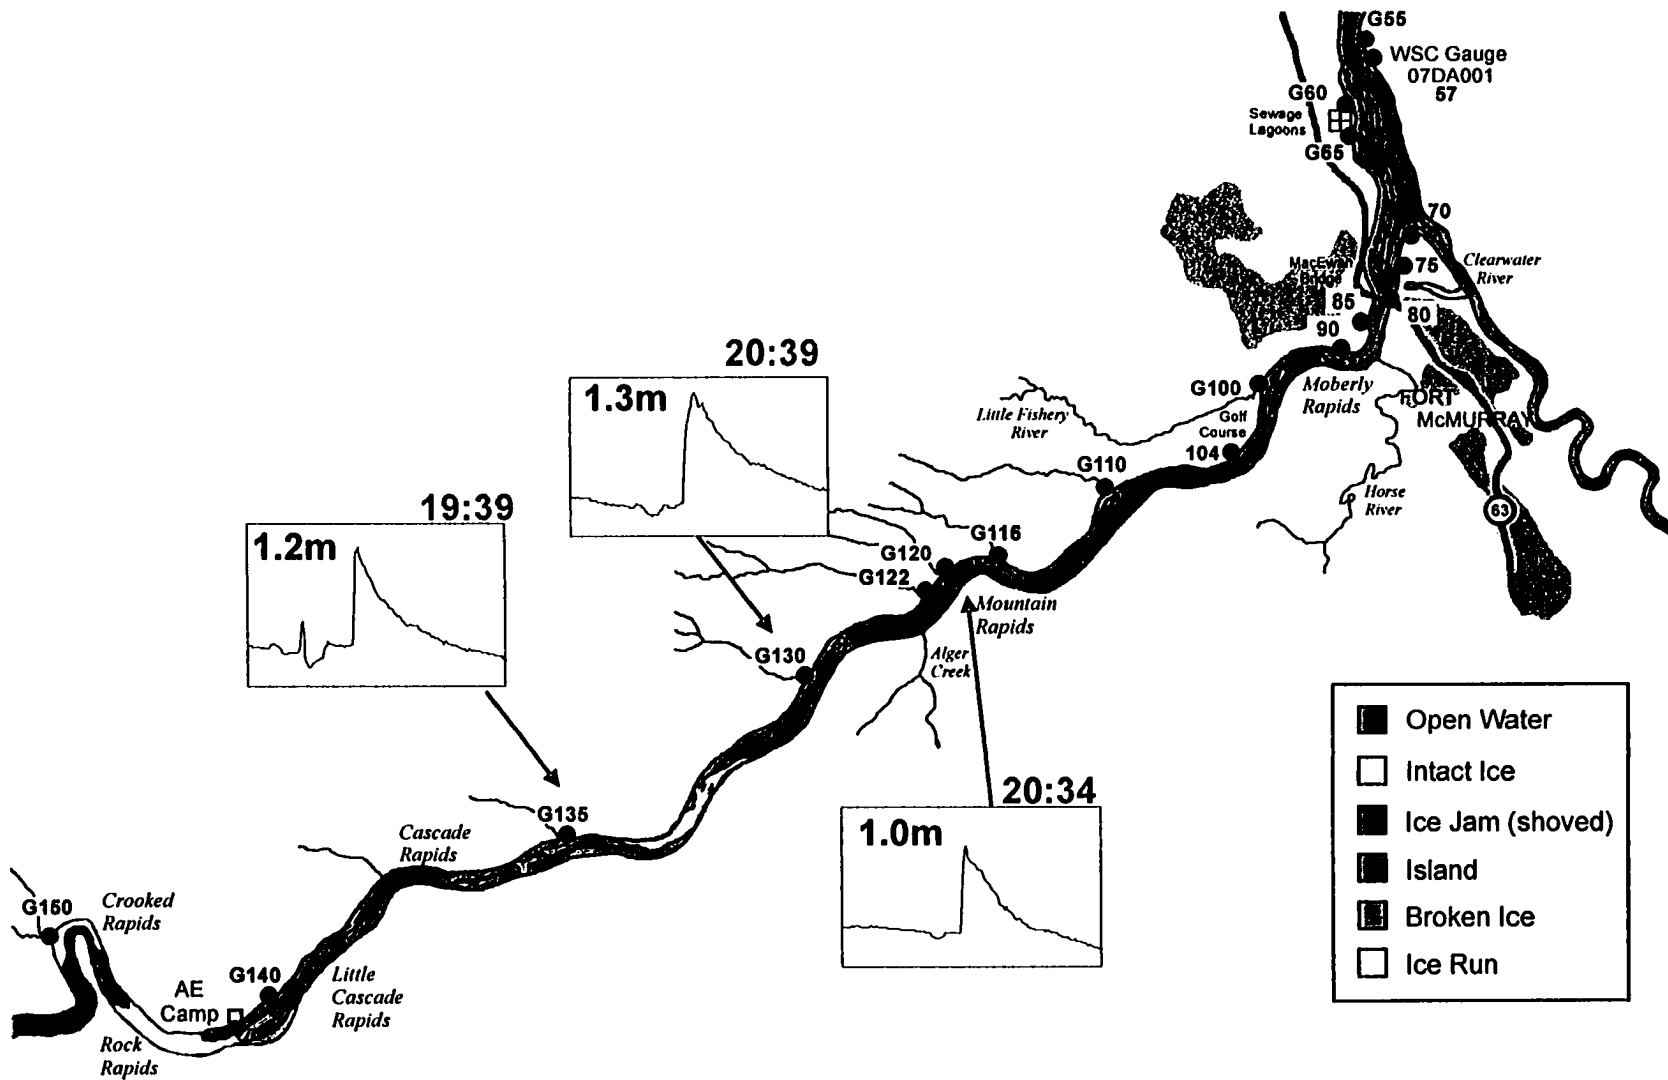 G55
WSC Gauge
07DA001
57
G60
Sewage
Lagoons
G65
70
Clearwater
River
75
MacEwan
Bridge
85
80
90
20:39
1.3m
G100
Moberly
Rapids
FORT
McMURRAY
Little Fishery
River
Golf
Course
104
G110
Horse
River
63
19:39
1.2m
G116
G120
G122
Mountain
Rapids
Alger
Creek
G130
Open Water
Intact Ice
Ice Jam (shoved)
Island
Broken Ice
Ice Run
20:34
1.0m
G135
Cascade
Rapids
Crooked
Rapids
G150
G140
AE
Camp
Little
Cascade
Rapids
Rock
Rapids